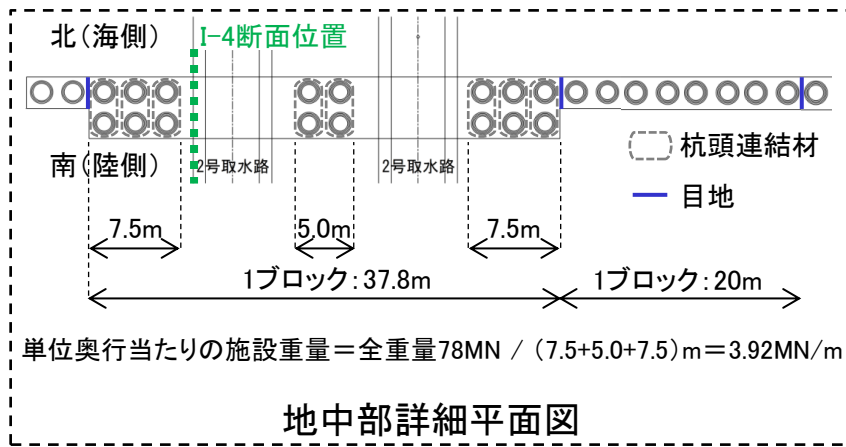 北(海側)
I-4断面位置
南(陸側)
2号取水路
2号取水路
杭頭連結材
目地
7.5m
5.0m
7.5m
1ブロック:37.8m
1ブロック:20m
単位奥行当たりの施設重量=全重量78MN / (7.5+5.0+7.5)m=3.92MN/m
地中部詳細平面図